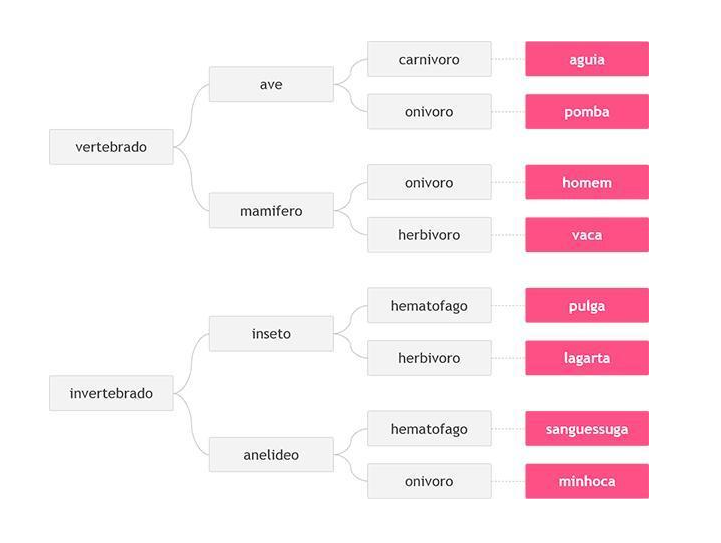 vertebrado
ave
carnivoro
aguia
onivoro
pomba
mamifero
onivoro
homem
herbivoro
vaca
invertebrado
inseto
hematofago
pulga
herbivoro
lagarta
anelideo
hematofago
sanguessuga
onivoro
minhoca